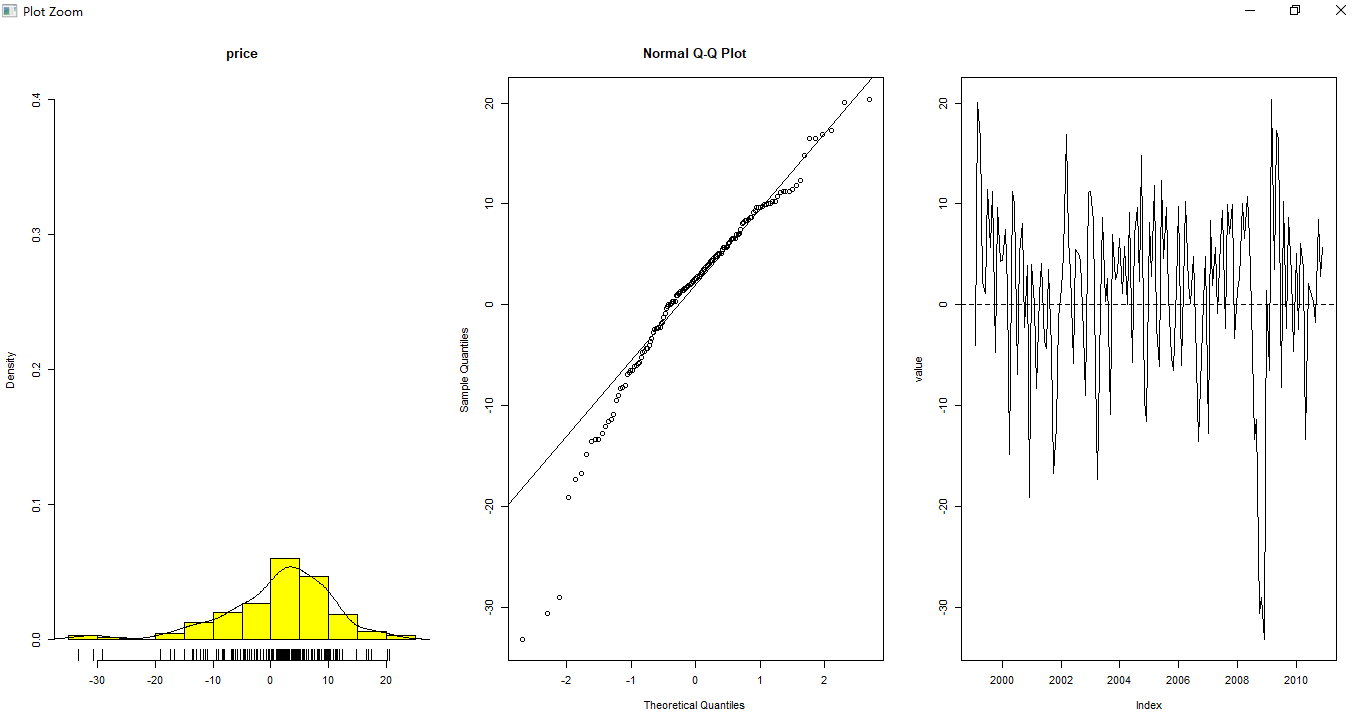 Plot Zoom
price
0.4
0.3
0.2
0.1
0.0
Density
-30 -20 -10 0 10 20
Normal Q-Q Plot
20
10
0
-10
-20
-30
Sample Quantiles
-2 -1 0 1 2
Theoretical Quantiles
20
10
0
-10
-20
-30
value
2000 2002 2004 2006 2008 2010
Index